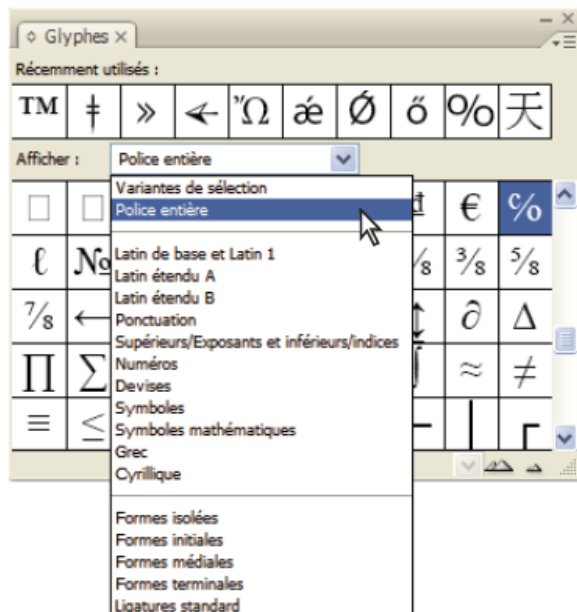 Glyphes
Récemment utilisés :
™ ‡ » Ὤ ǽ Ø ő % 天
Afficher : Police entière
Variantes de sélection
Police entière
Latin de base et Latin 1
Latin étendu A
Latin étendu B
Ponctuation
Supérieurs/Exposants et inférieurs/indices
Numéros
Devises
Symboles
Symboles mathématiques
Grec
Cyrillique
Formes isolées
Formes initiales
Formes médiales
Formes terminales
Ligatures standard
€ ℅
ℓ № ⅜ ⅝
⅞ ← ∂ ∆
∏ ∑ ≈ ≠
≡ ≤